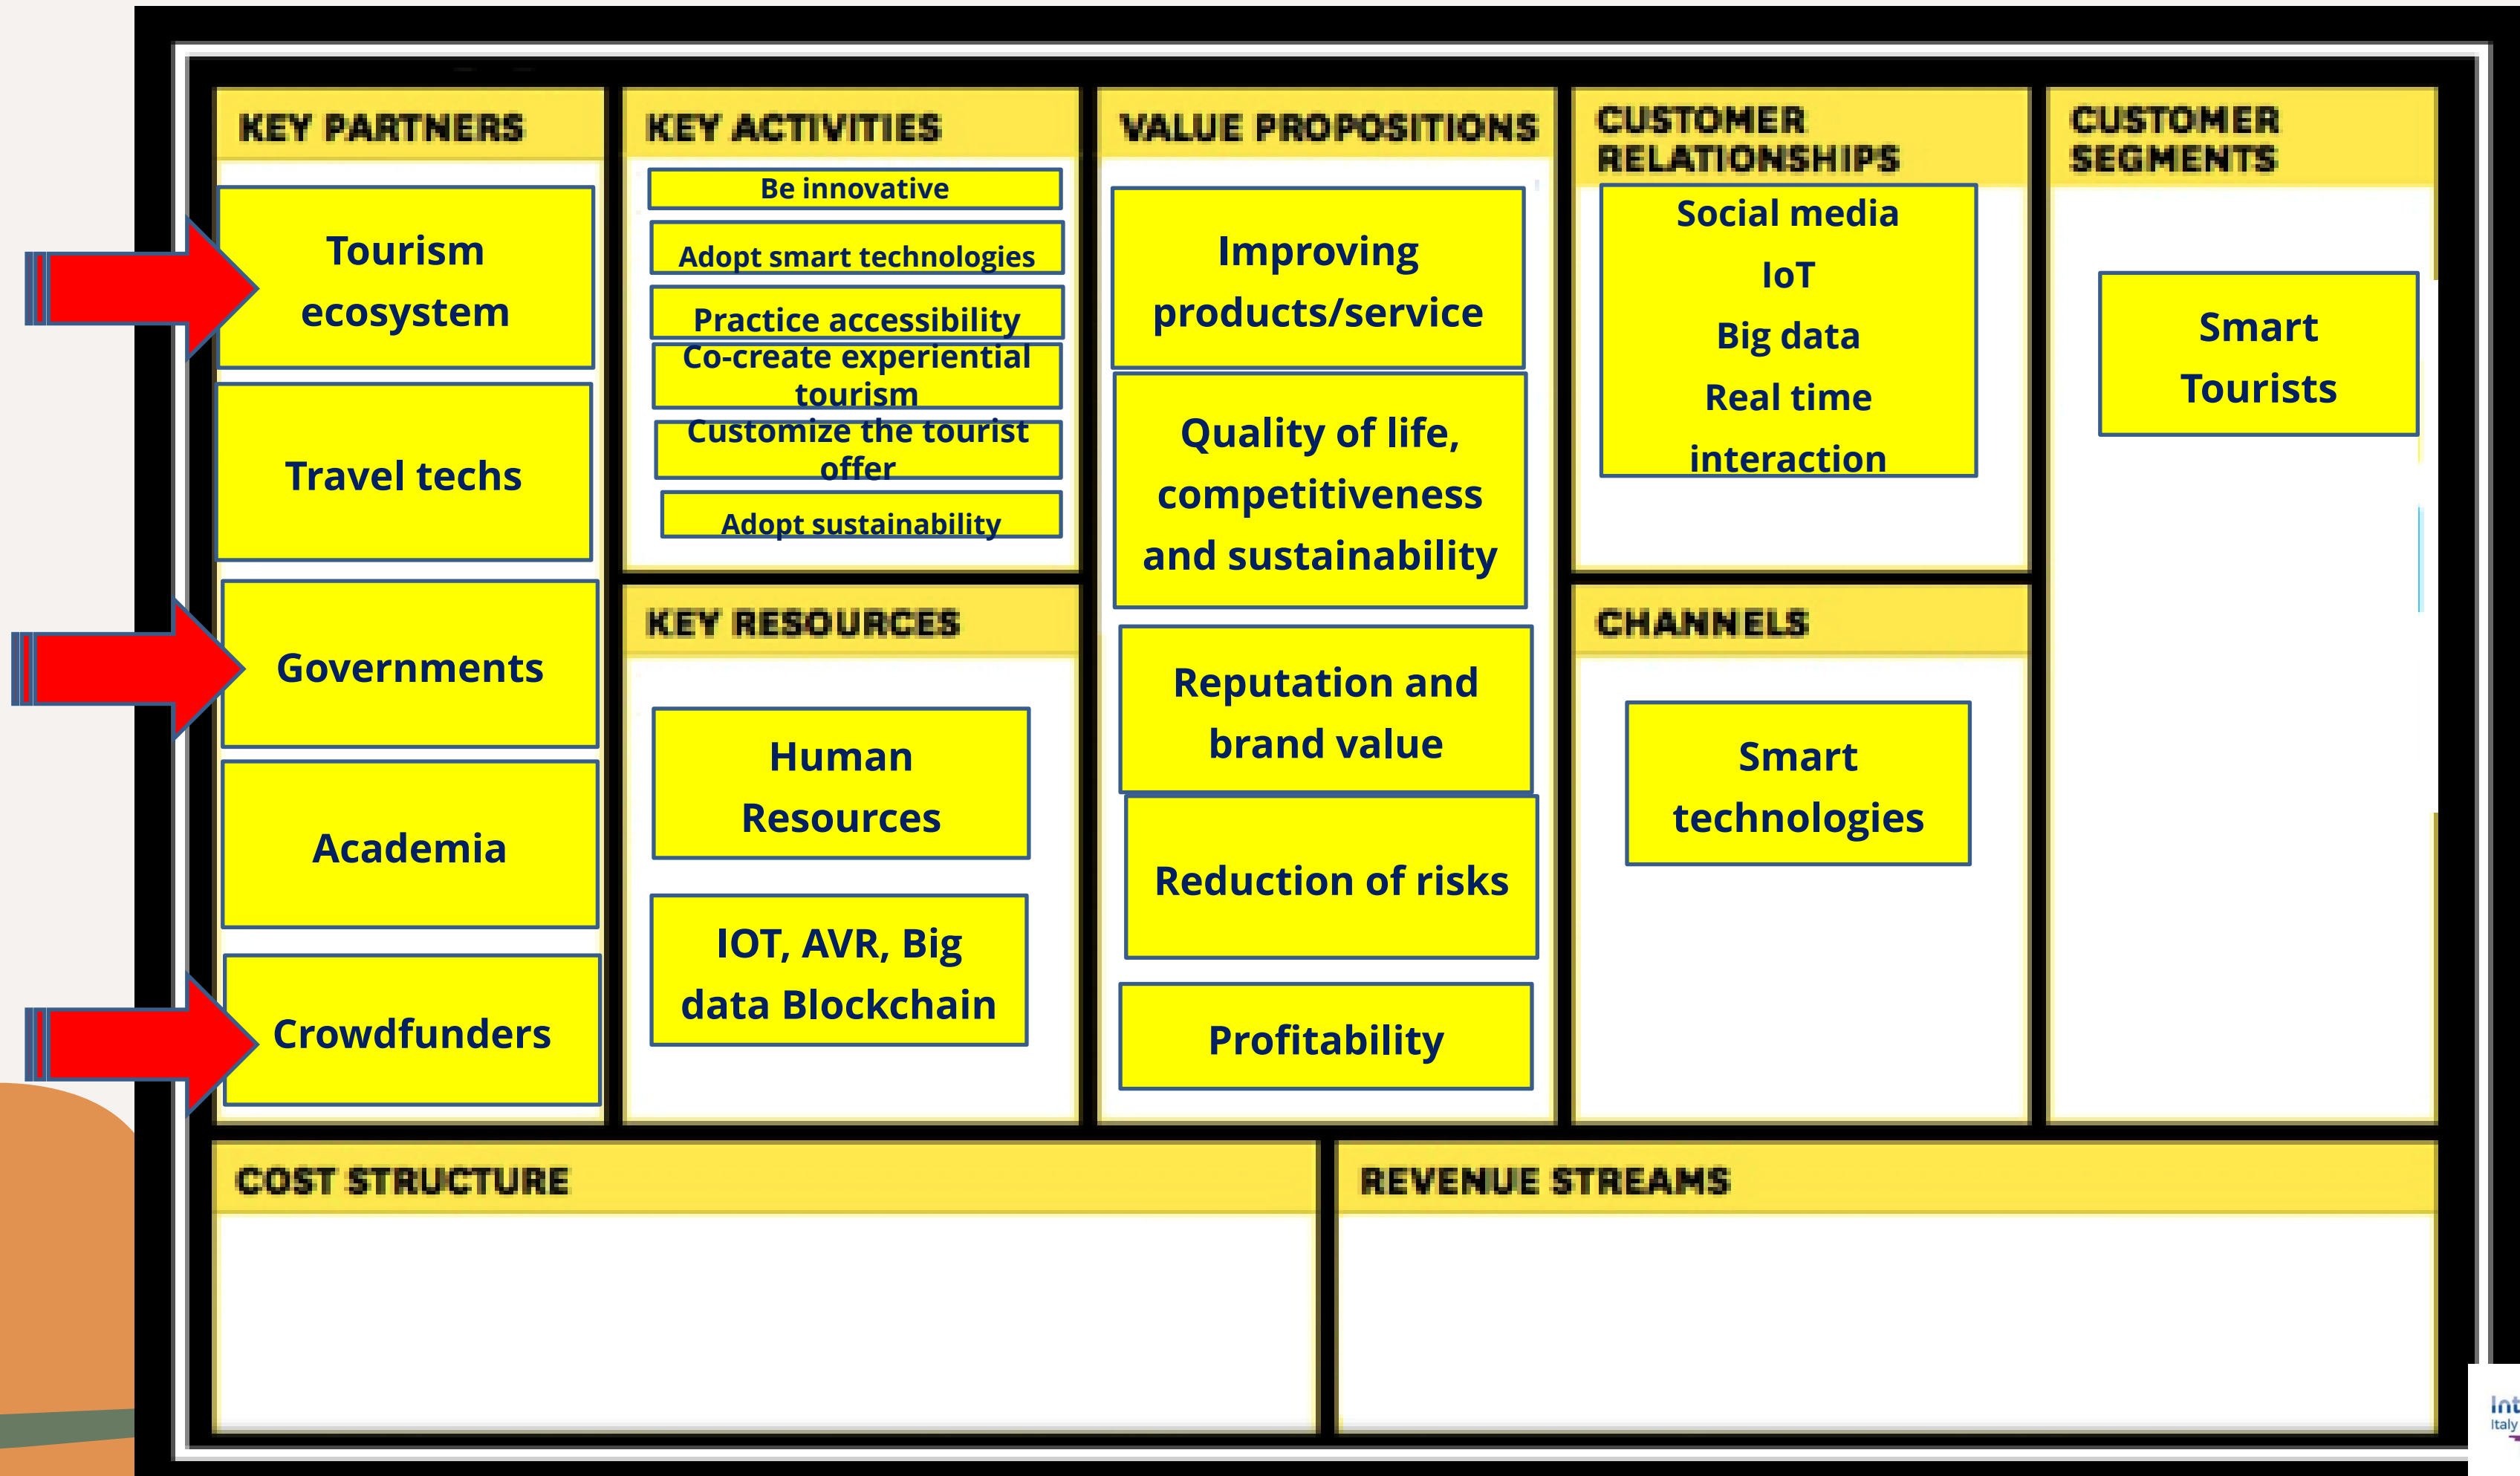 KEY PARTNERS
Tourism
ecosystem
Travel techs
Governments
Academia
Crowdfunders
KEY ACTIVITIES
Be innovative
Adopt smart technologies
Practice accessibility
Co-create experiential
tourism
Customize the tourist
offer
Adopt sustainability
KEY RESOURCES
Human
Resources
IOT, AVR, Big
data Blockchain
VALUE PROPOSITIONS
Improving
products/service
Quality of life,
competitiveness
and sustainability
Reputation and
brand value
Reduction of risks
Profitability
CUSTOMER
RELATIONSHIPS
Social media
IoT
Big data
Real time
interaction
CHANNELS
Smart
technologies
CUSTOMER
SEGMENTS
Smart
Tourists
COST STRUCTURE
REVENUE STREAMS
Italy